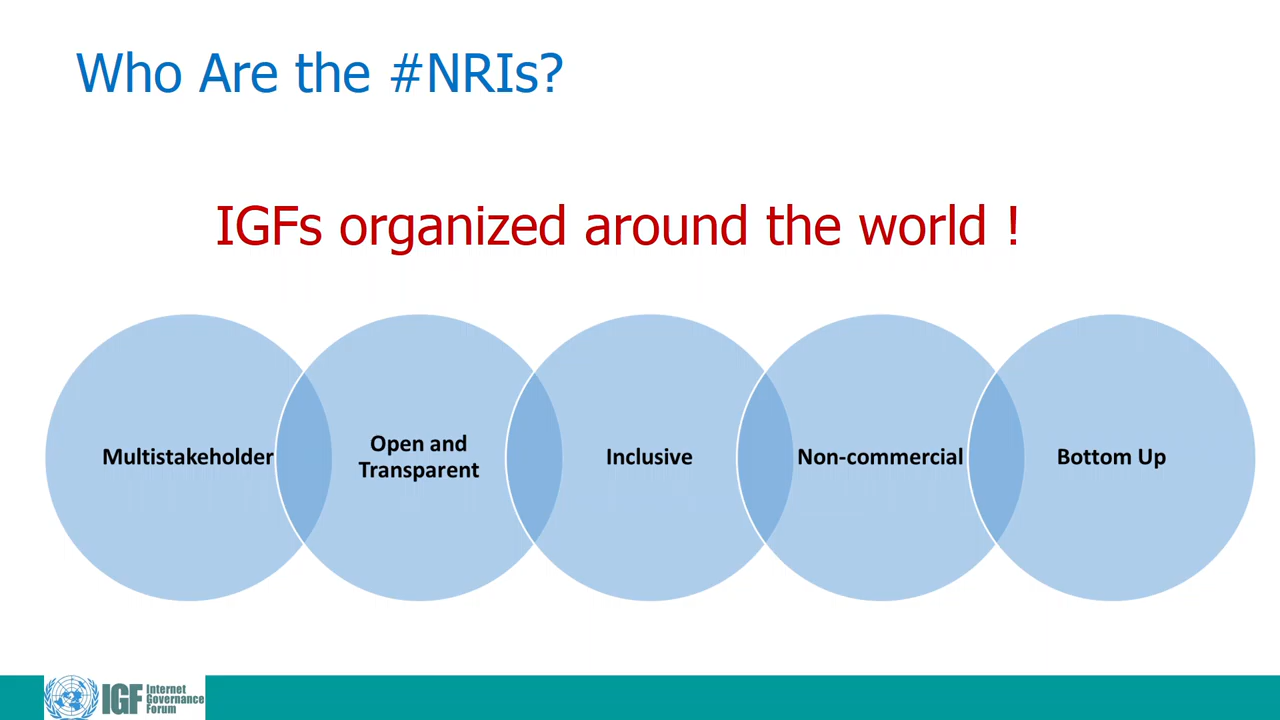 Who Are the #NRIs?
IGFs organized around the world !
Multistakeholder
Open and
Transparent
Inclusive
Non-commercial
Bottom Up
IGF
Internet
Governance
Forum